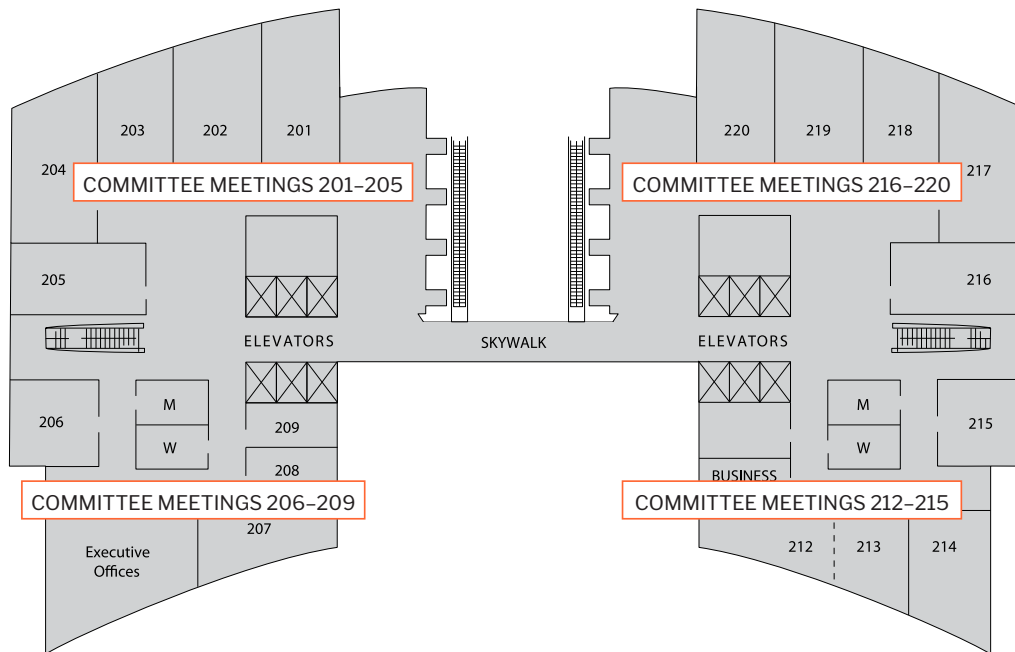 203
202
201
204
COMMITTEE MEETINGS 201–205
205
ELEVATORS
SKYWALK
206
M
W
209
208
COMMITTEE MEETINGS 206–209
207
Executive
Offices
220
219
218
217
COMMITTEE MEETINGS 216–220
216
ELEVATORS
M
W
215
BUSINESS
COMMITTEE MEETINGS 212–215
212
213
214